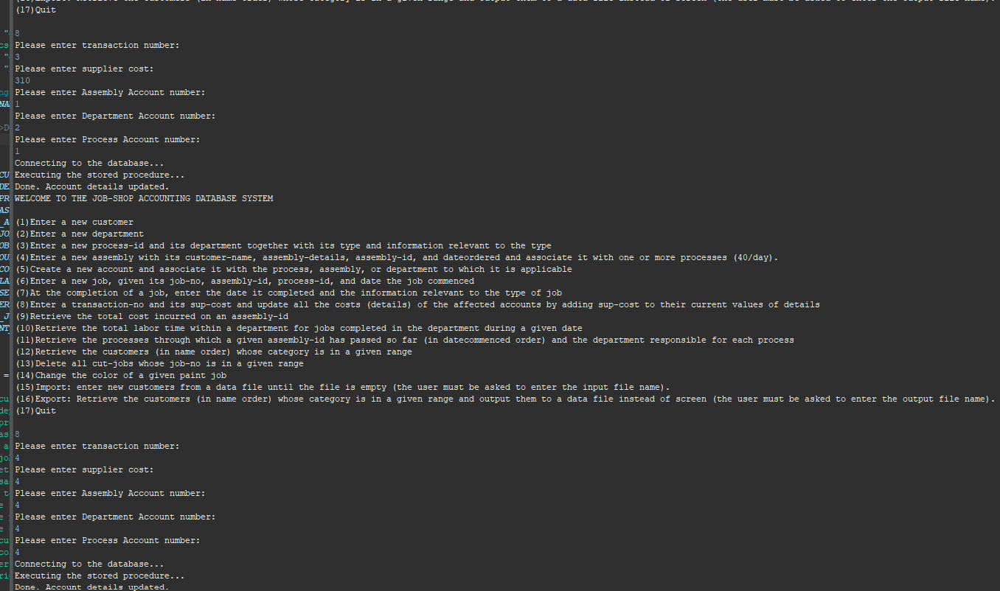 (17)Quit
8
Please enter transaction number:
3
Please enter supplier cost:
310
Please enter Assembly Account number:
1
Please enter Department Account number:
2
Please enter Process Account number:
1
Connecting to the database...
Executing the stored procedure...
Done. Account details updated.
WELCOME TO THE JOB-SHOP ACCOUNTING DATABASE SYSTEM
(1)Enter a new customer
(2)Enter a new department
(3)Enter a new process-id and its department together with its type and information relevant to the type
(4)Enter a new assembly with its customer-name, assembly-details, assembly-id, and dateordered and associate it with one or more processes (40/day).
(5)Create a new account and associate it with the process, assembly, or department to which it is applicable
(6)Enter a new job, given its job-no, assembly-id, process-id, and date the job commenced
(7)At the completion of a job, enter the date it completed and the information relevant to the type of job
(8)Enter a transaction-no and its sup-cost and update all the costs (details) of the affected accounts by adding sup-cost to their current values of details
(9)Retrieve the total cost incurred on an assembly-id
(10)Retrieve the total labor time within a department for jobs completed in the department during a given date
(11)Retrieve the processes through which a given assembly-id has passed so far (in datecommenced order) and the department responsible for each process
(12)Retrieve the customers (in name order) whose category is in a given range
(13)Delete all cut-jobs whose job-no is in a given range
(14)Change the color of a given paint job
(15)Import: enter new customers from a data file until the file is empty (the user must be asked to enter the input file name).
(16)Export: Retrieve the customers (in name order) whose category is in a given range and output them to a data file instead of screen (the user must be asked to enter the output file name).
(17)Quit
8
Please enter transaction number:
4
Please enter supplier cost:
4
Please enter Assembly Account number:
4
Please enter Department Account number:
4
Please enter Process Account number:
4
Connecting to the database...
Executing the stored procedure...
Done. Account details updated.